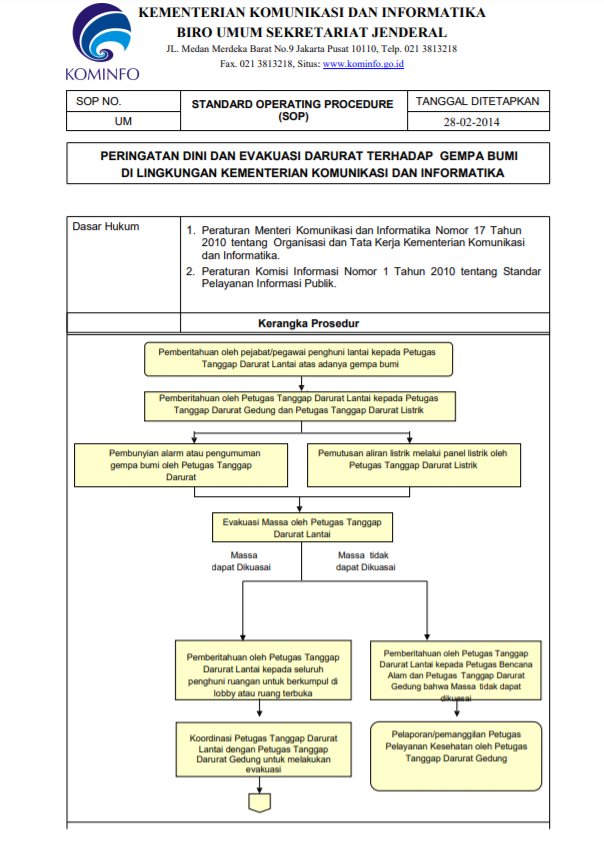 KEMENTERIAN KOMUNIKASI DAN INFORMATIKA
BIRO UMUM SEKRETARIAT JENDERAL
JL. Medan Merdeka Barat No.9 Jakarta Pusat 10110, Telp. 021 3813218
Fax. 021 3813218, Situs: www.kominfo.go.id
KOMINFO
SOP NO.
UM
STANDARD OPERATING PROCEDURE
(SOP)
TANGGAL DITETAPKAN
28-02-2014
PERINGATAN DINI DAN EVAKUASI DARURAT TERHADAP GEMPA BUMI
DI LINGKUNGAN KEMENTERIAN KOMUNIKASI DAN INFORMATIKA
Dasar Hukum
1. Peraturan Menteri Komunikasi dan Informatika Nomor 17 Tahun
2010 tentang Organisasi dan Tata Kerja Kementerian Komunikasi
dan Informatika.
2. Peraturan Komisi Informasi Nomor 1 Tahun 2010 tentang Standar
Pelayanan Informasi Publik.
Kerangka Prosedur
Pemberitahuan oleh pejabat/pegawai penghuni lantai kepada Petugas
Tanggap Darurat Lantai atas adanya gempa bumi
Pemberitahuan oleh Petugas Tanggap Darurat Lantai kepada Petugas
Tanggap Darurat Gedung dan Petugas Tanggap Darurat Listrik
Pembunyian alarm atau pengumuman
gempa bumi oleh Petugas Tanggap
Darurat
Pemutusan aliran listrik melalui panel listrik oleh
Petugas Tanggap Darurat Listrik
Evakuasi Massa oleh Petugas Tanggap
Darurat Lantai
Massa
dapat Dikuasai
Massa tidak
dapat Dikuasai
Pemberitahuan oleh Petugas Tanggap
Darurat Lantai kepada seluruh
penghuni ruangan untuk berkumpul di
lobby atau ruang terbuka
Pemberitahuan oleh Petugas Tanggap
Darurat Lantai kepada Petugas Bencana
Alam dan Petugas Tanggap Darurat
Gedung bahwa Massa tidak dapat
dikuasai
Koordinasi Petugas Tanggap Darurat
Lantai dengan Petugas Tanggap
Darurat Gedung untuk melakukan
evakuasi
Pelaporan/pemanggilan Petugas
Pelayanan Kesehatan oleh Petugas
Tanggap Darurat Gedung